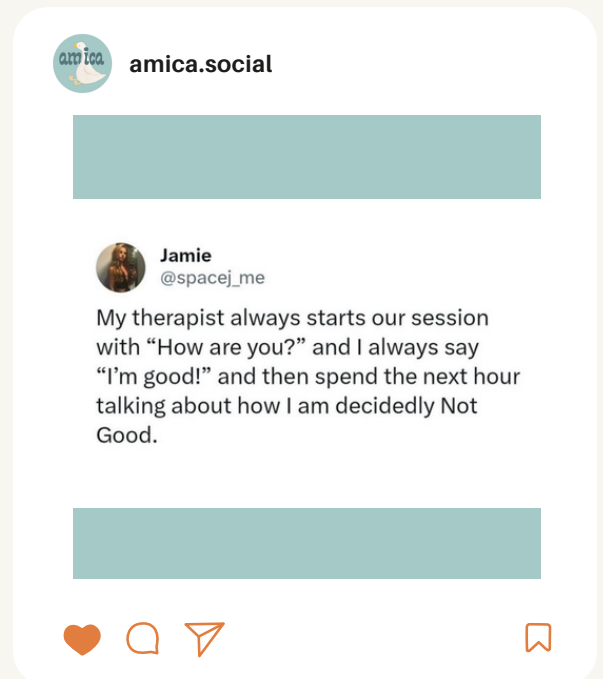 amica
amica.social
Jamie
@spacej_me
My therapist always starts our session
with “How are you?” and I always say
“I’m good!” and then spend the next hour
talking about how I am decidedly Not
Good.